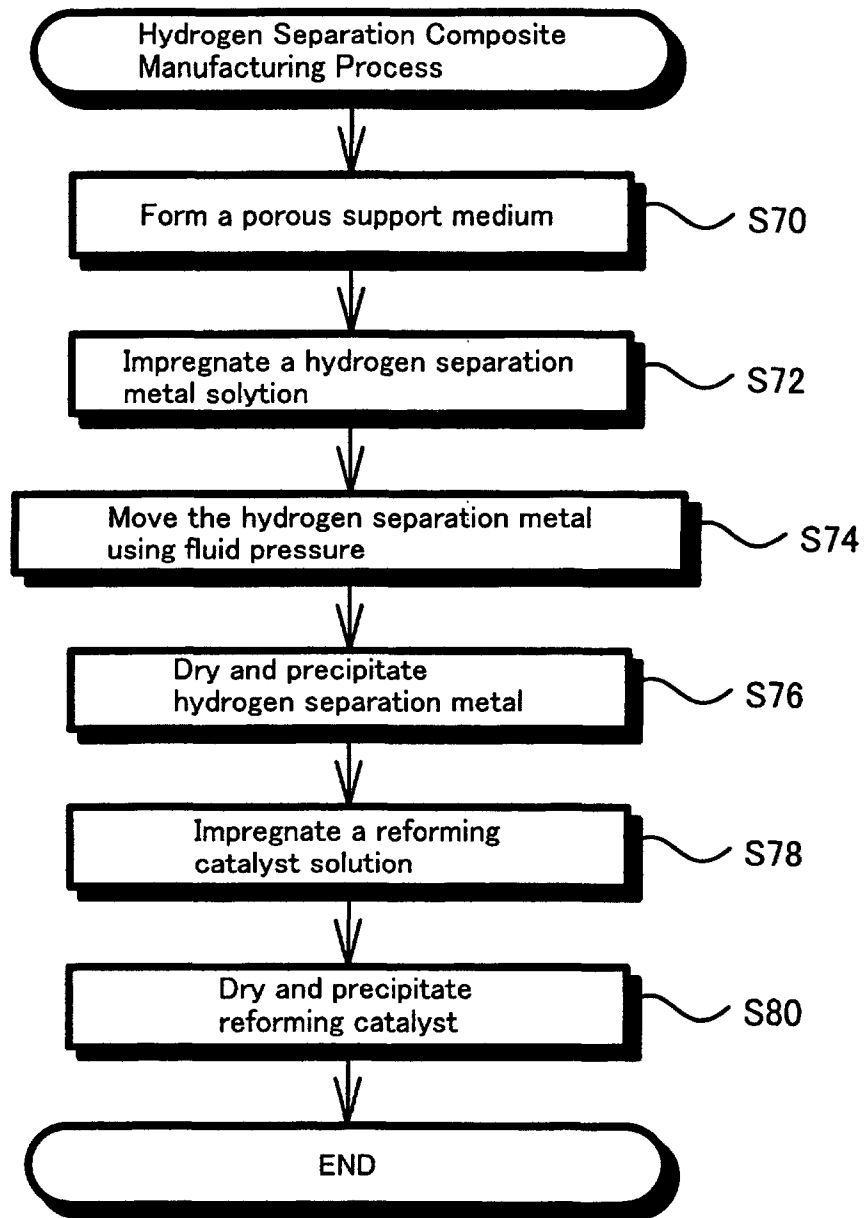 Hydrogen Separation Composite
Manufacturing Process
Form a porous support medium
S70
Impregnate a hydrogen separation
metal solytion
S72
Move the hydrogen separation metal
using fluid pressure
S74
Dry and precipitate
hydrogen separation metal
S76
Impregnate a reforming
catalyst solution
S78
Dry and precipitate
reforming catalyst
S80
END